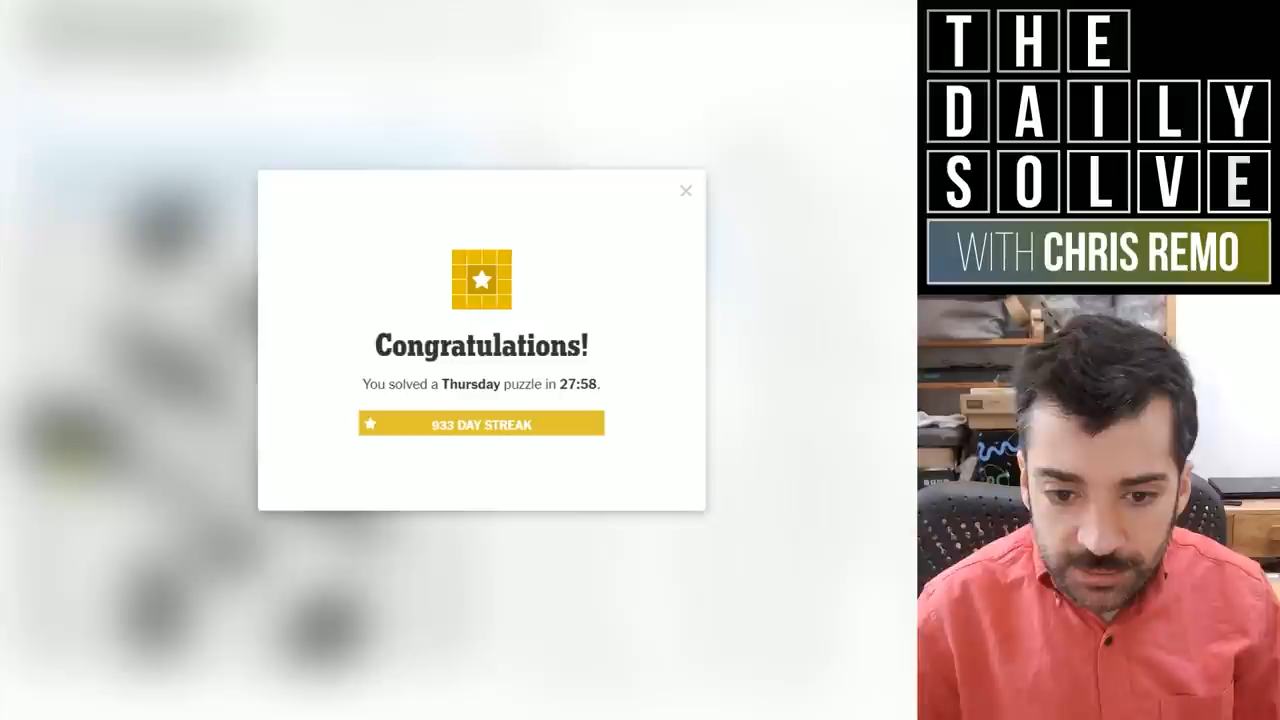 Congratulations!
You solved a Thursday puzzle in 27:58.
933 DAY STREAK
THE
DAILY
SOLVE
WITH CHRIS REMO